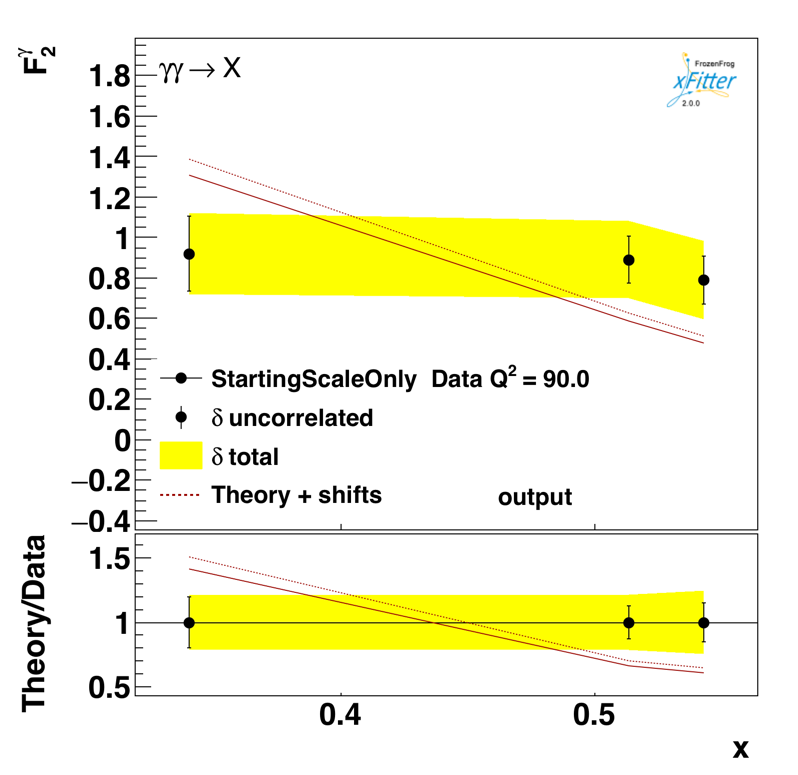 F₂^γ
γγ → X
FrozenFrog
xFitter
2.0.0
1.8
1.6
1.4
1.2
1
0.8
0.6
0.4
0.2
0
−0.2
−0.4
StartingScaleOnly Data Q² = 90.0
δ uncorrelated
δ total
Theory + shifts
output
Theory/Data
1.5
1
0.5
0.4
0.5
x